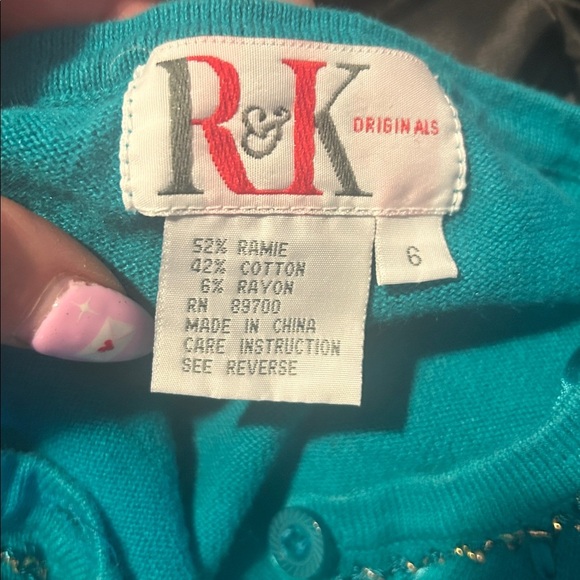 R&K ORIGINALS
52% RAMIE
42% COTTON
6% RAYON
RN 89700
MADE IN CHINA
CARE INSTRUCTION
SEE REVERSE
6